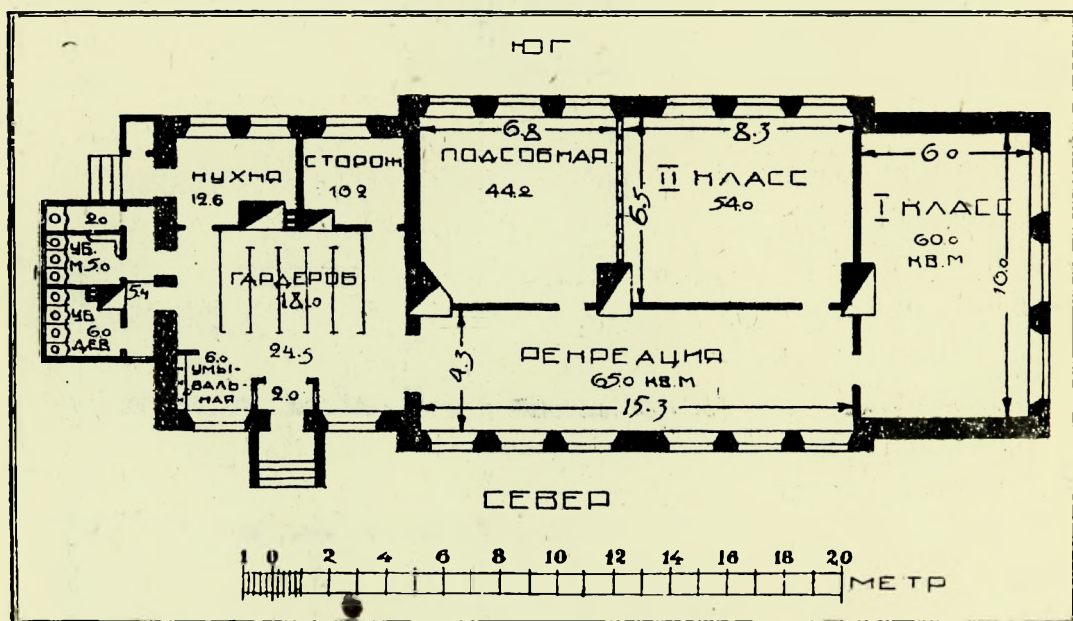 ЮГ
КУХНЯ
12.6
СТОРОЖ
10.2
6.8
ПОДСОБНАЯ
44.2
8.3
II КЛАСС
54.0
6.5
6.0
I КЛАСС
60.0
КВ.М
10.0
2.0
УБ.
М 5.0
5.4
УБ
6.0
ДЕВ
ГАРДЕРОБ
18.0
24.5
6.0
УМЫ-
ВАЛЬ-
НАЯ
2.0
4.3
РЕКРЕАЦИЯ
65.0 КВ.М
15.3
СЕВЕР
1 0 2 4 6 8 10 12 14 16 18 20
МЕТР